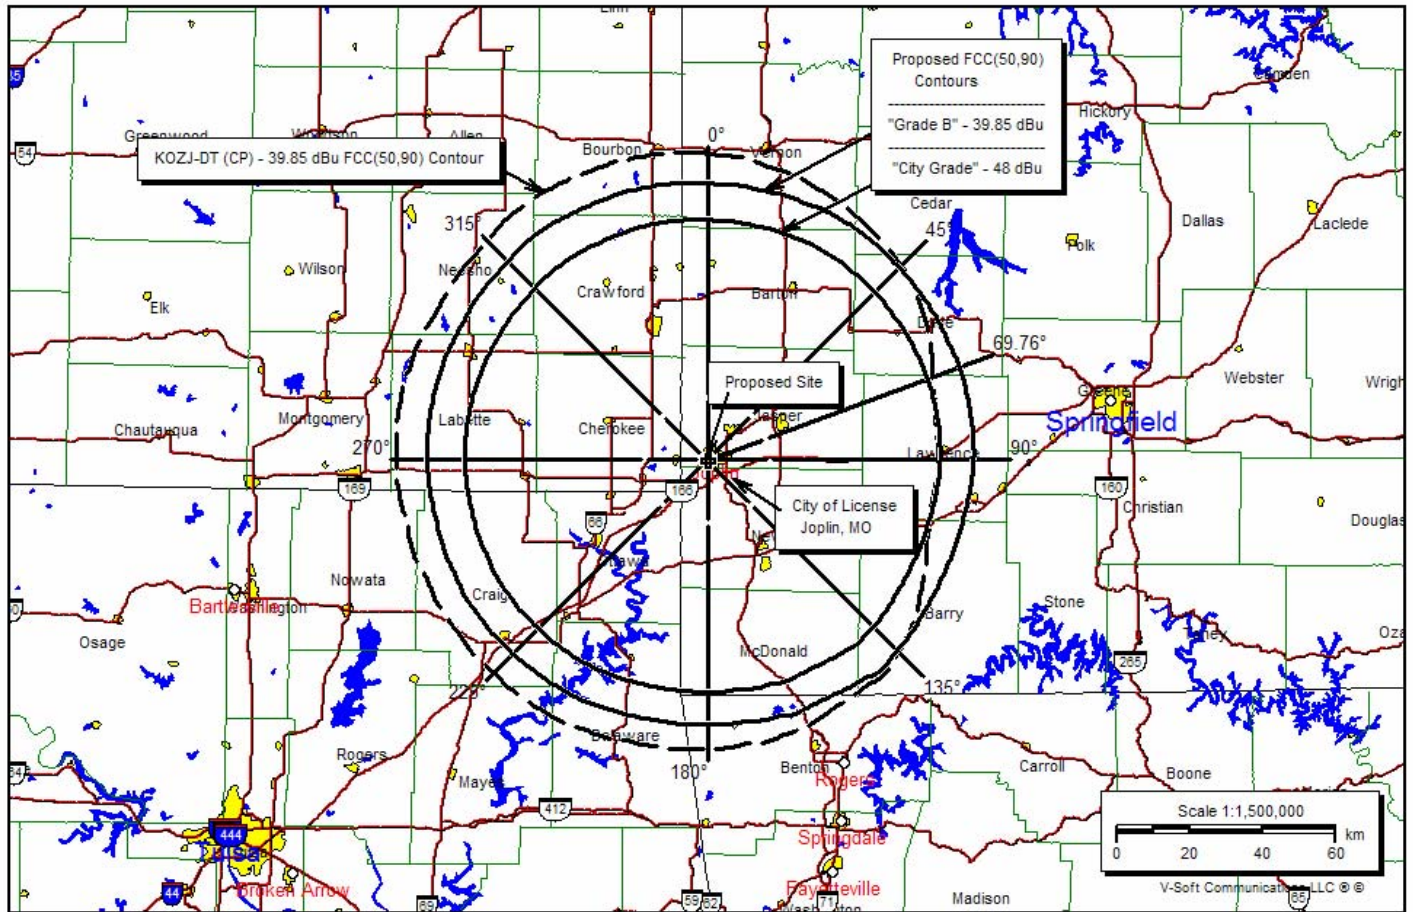 Linn
35
Camden
Proposed FCC(50,90)
Contours
"Grade B" - 39.85 dBu
"City Grade" - 48 dBu
Hickory
Greenwood
Woodson
Allen
54
KOZJ-DT (CP) - 39.85 dBu FCC(50,90) Contour
Bourbon
0°
Vernon
Cedar
Dallas
Laclede
315°
45°
Polk
Wilson
Neosho
Elk
Crawford
Barton
Dade
69.76°
Webster
Proposed Site
Greene
Springfield
Montgomery
Labette
Cherokee
Jasper
Chautauqua
270°
Lawrence
90°
169
166
160
City of License
Joplin, MO
Christian
66
Ottawa
Nowata
Craig
Bartlesville
Washington
Osage
Barry
Stone
Taney
McDonald
265
225°
135°
Delaware
Rogers
Mayes
180°
Benton
Rogers
Carroll
Boone
412
Scale 1:1,500,000
km
0 20 40 60
444
Tulsa
Springdale
Broken Arrow
44
69
59
62
Fayetteville
71
Washington
Madison
V-Soft Communications LLC ® ©
65